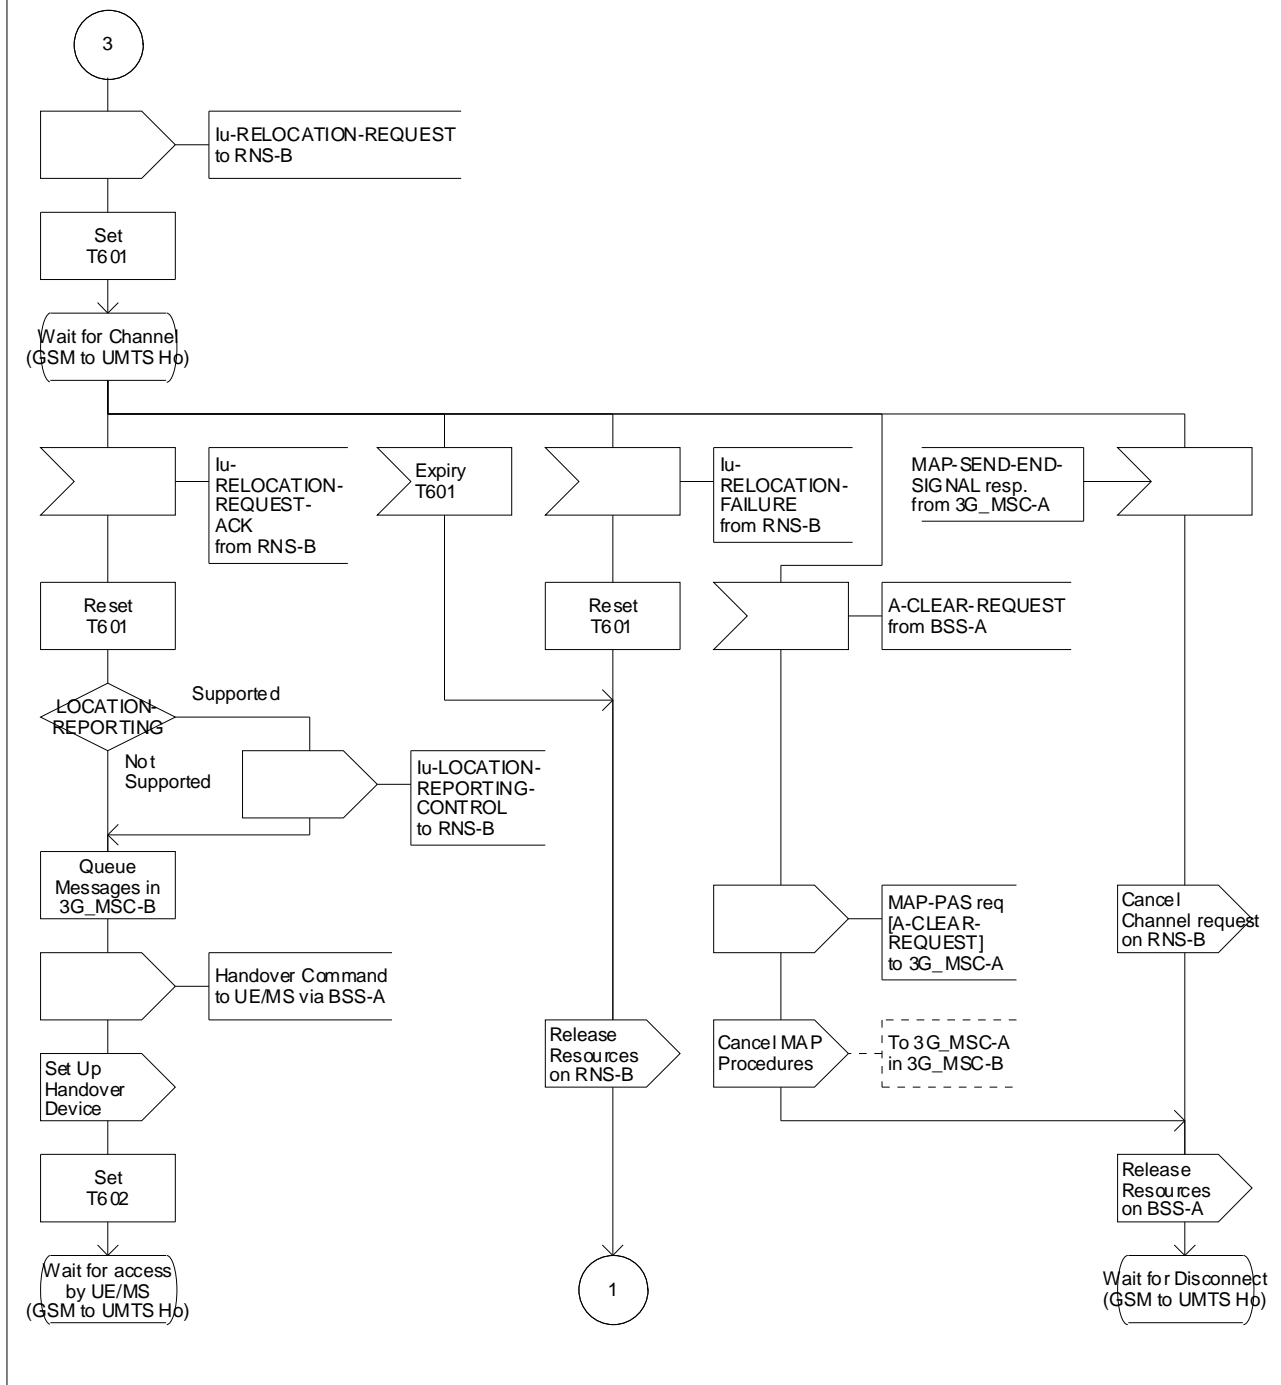 3
Iu-RELOCATION-REQUEST
to RNS-B
Set
T601
Wait for Channel
(GSM to UMTS Ho)
Iu-
RELOCATION-
REQUEST-
ACK
from RNS-B
Expiry
T601
Iu-
RELOCATION-
FAILURE
from RNS-B
MAP-SEND-END-
SIGNAL resp.
from 3G_MSC-A
Reset
T601
Reset
T601
A-CLEAR-REQUEST
from BSS-A
LOCATION-
REPORTING
Supported
Not
Supported
Iu-LOCATION-
REPORTING-
CONTROL
to RNS-B
Queue
Messages in
3G_MSC-B
MAP-PAS req
[A-CLEAR-
REQUEST]
to 3G_MSC-A
Cancel
Channel request
on RNS-B
Handover Command
to UE/MS via BSS-A
Set Up
Handover
Device
Release
Resources
on RNS-B
Cancel MAP
Procedures
To 3G_MSC-A
in 3G_MSC-B
Set
T602
Release
Resources
on BSS-A
Wait for access
by UE/MS
(GSM to UMTS Ho)
1
Wait for Disconnect
(GSM to UMTS Ho)